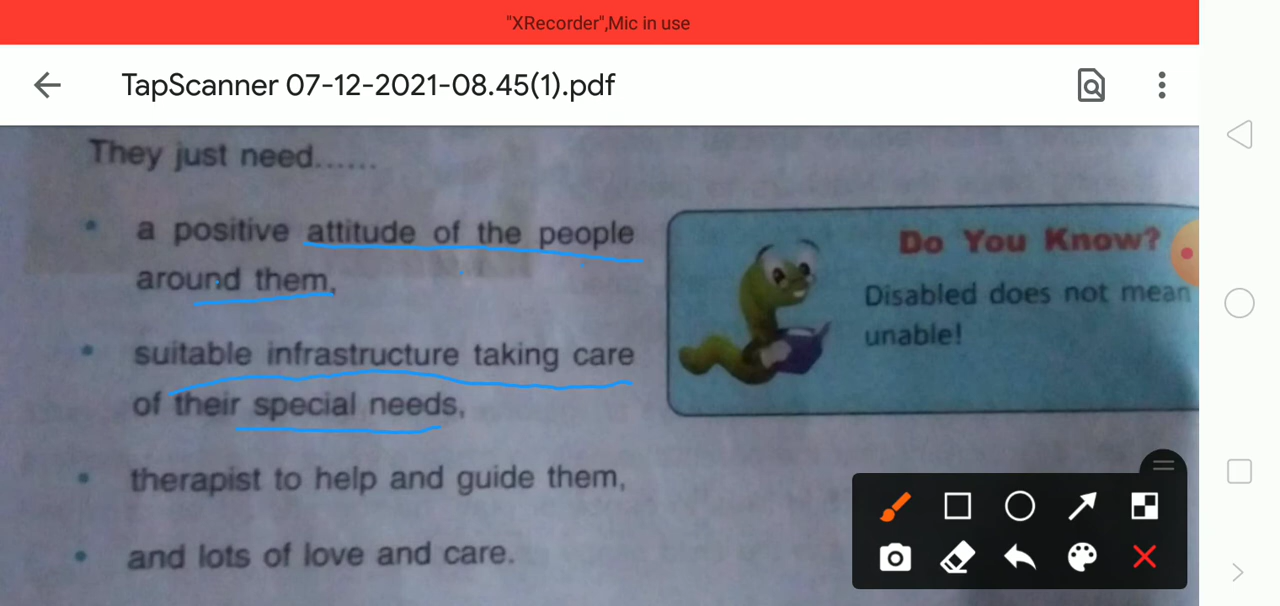 "XRecorder",Mic in use
TapScanner 07-12-2021-08.45(1).pdf
They just need......
• a positive attitude of the people
around them,
• suitable infrastructure taking care
of their special needs,
• therapist to help and guide them,
• and lots of love and care.
Do You Know?
Disabled does not mean
unable!